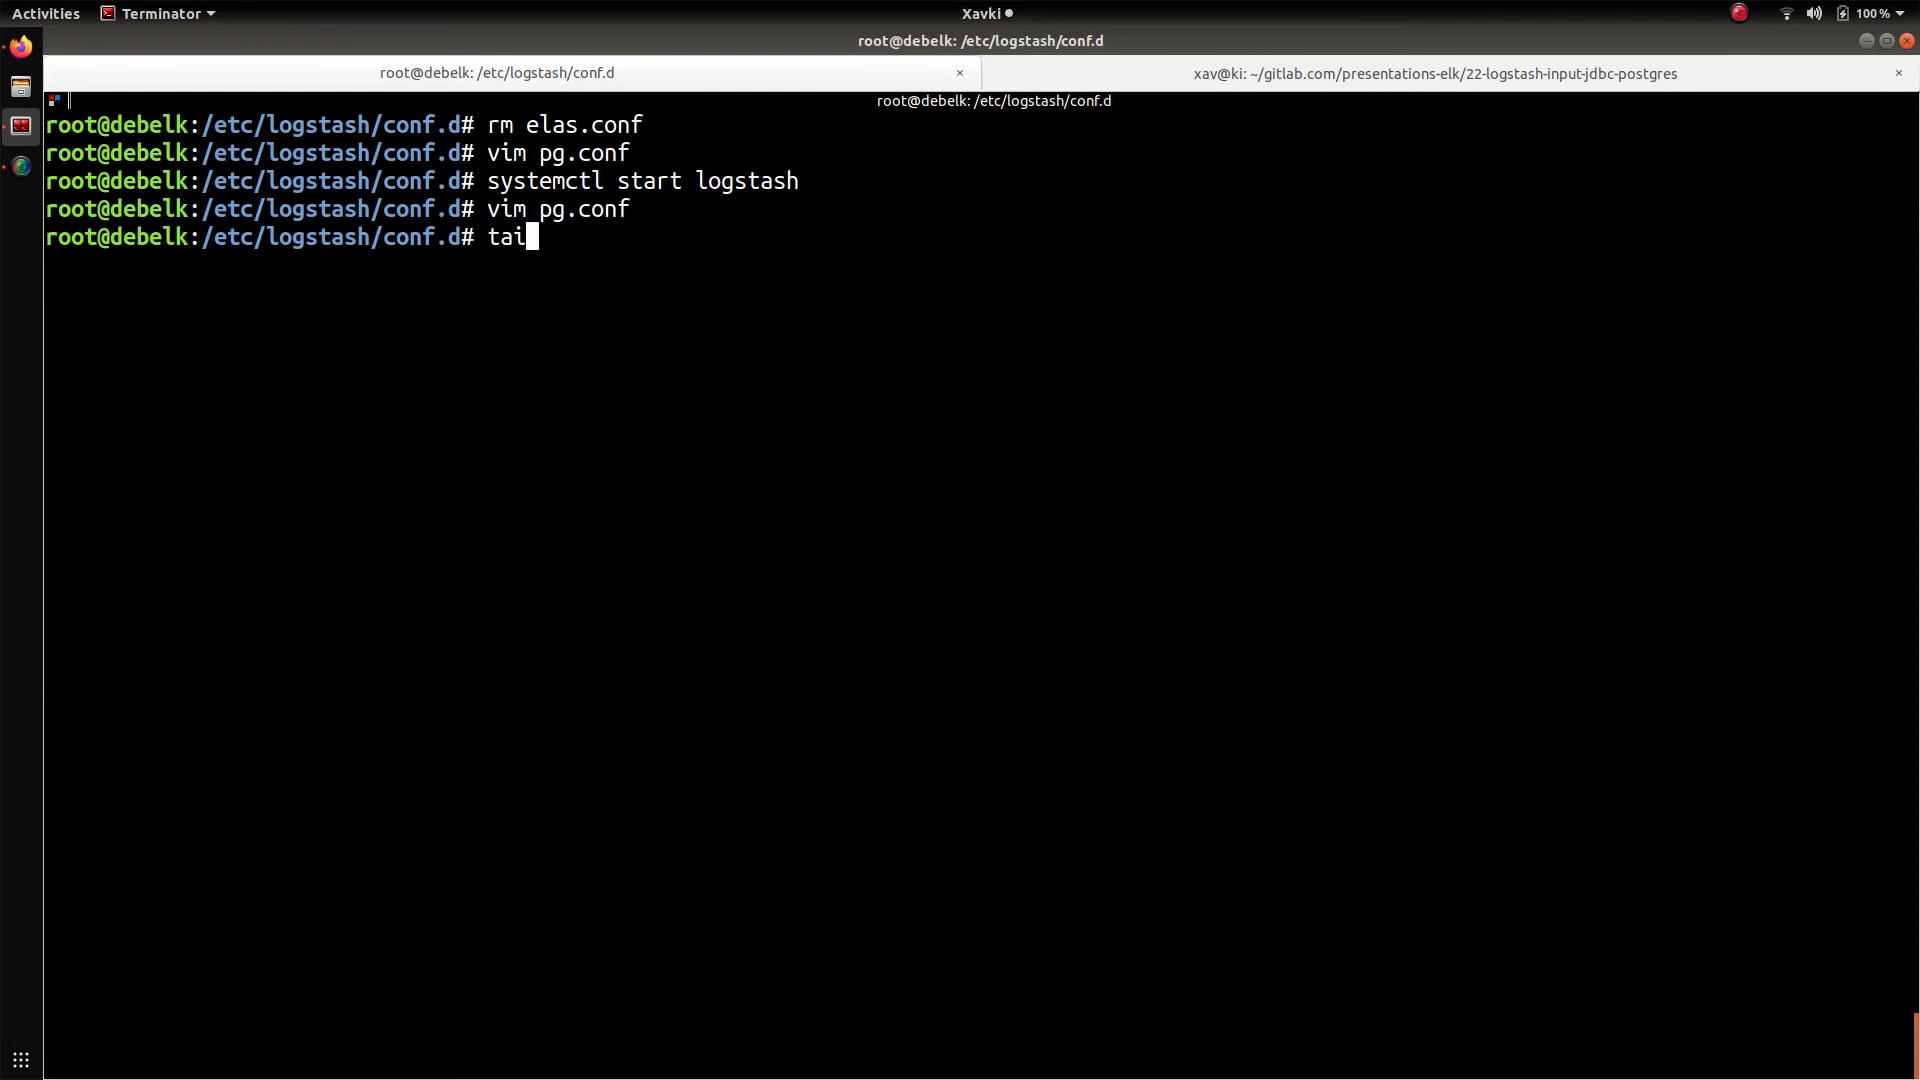 Activities Terminator Xavki 100 %
root@debelk: /etc/logstash/conf.d
root@debelk: /etc/logstash/conf.d × xav@ki: ~/gitlab.com/presentations-elk/22-logstash-input-jdbc-postgres ×
root@debelk: /etc/logstash/conf.d
root@debelk:/etc/logstash/conf.d# rm elas.conf
root@debelk:/etc/logstash/conf.d# vim pg.conf
root@debelk:/etc/logstash/conf.d# systemctl start logstash
root@debelk:/etc/logstash/conf.d# vim pg.conf
root@debelk:/etc/logstash/conf.d# tai